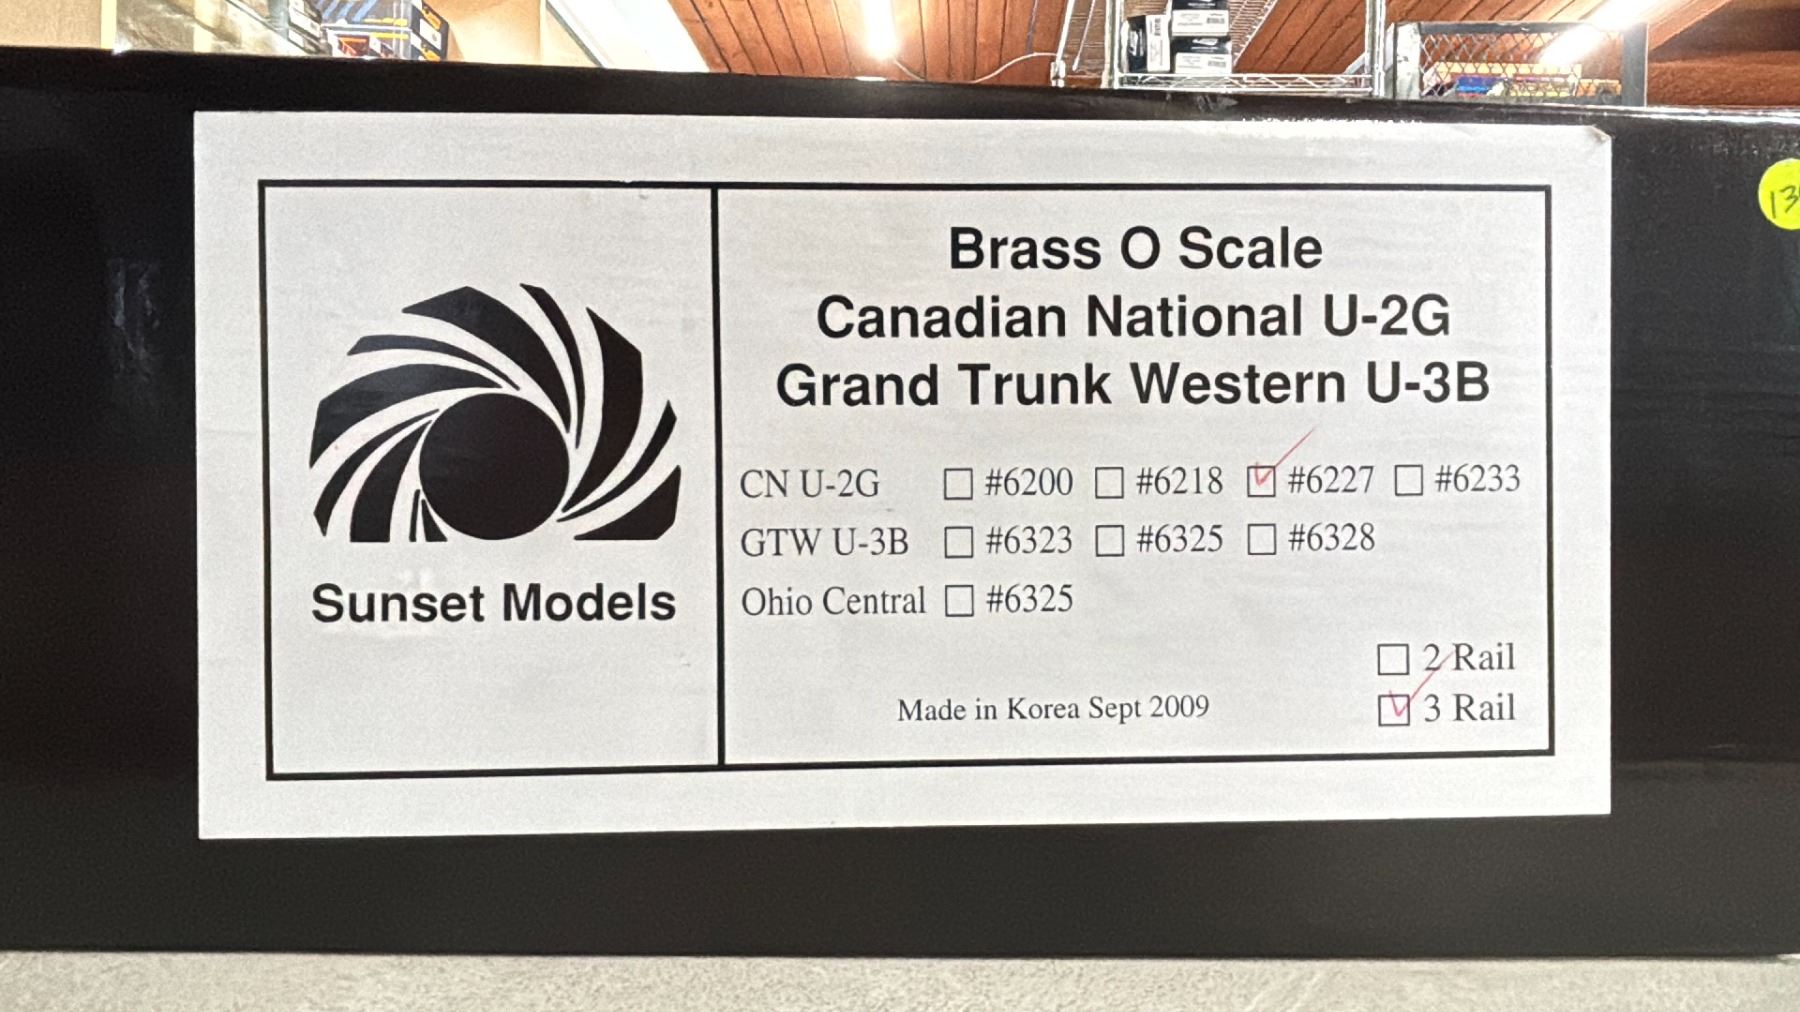 Brass O Scale
Canadian National U-2G
Grand Trunk Western U-3B
CN U-2G #6200 #6218 #6227 #6233
GTW U-3B #6323 #6325 #6328
Ohio Central #6325
2 Rail
Made in Korea Sept 2009 3 Rail
Sunset Models